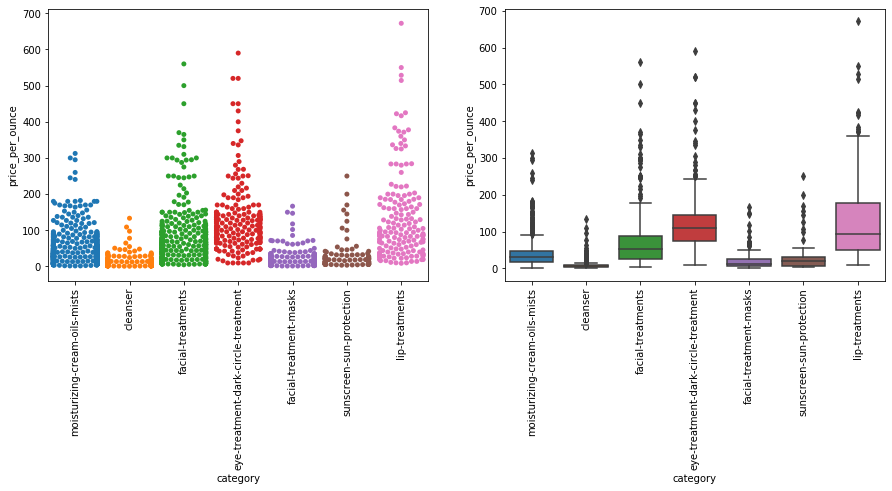 700
600
500
400
300
200
100
0
price_per_ounce
moisturizing-cream-oils-mists
cleanser
facial-treatments
eye-treatment-dark-circle-treatment
facial-treatment-masks
sunscreen-sun-protection
lip-treatments
category
700
600
500
400
300
200
100
0
price_per_ounce
moisturizing-cream-oils-mists
cleanser
facial-treatments
eye-treatment-dark-circle-treatment
facial-treatment-masks
sunscreen-sun-protection
lip-treatments
category